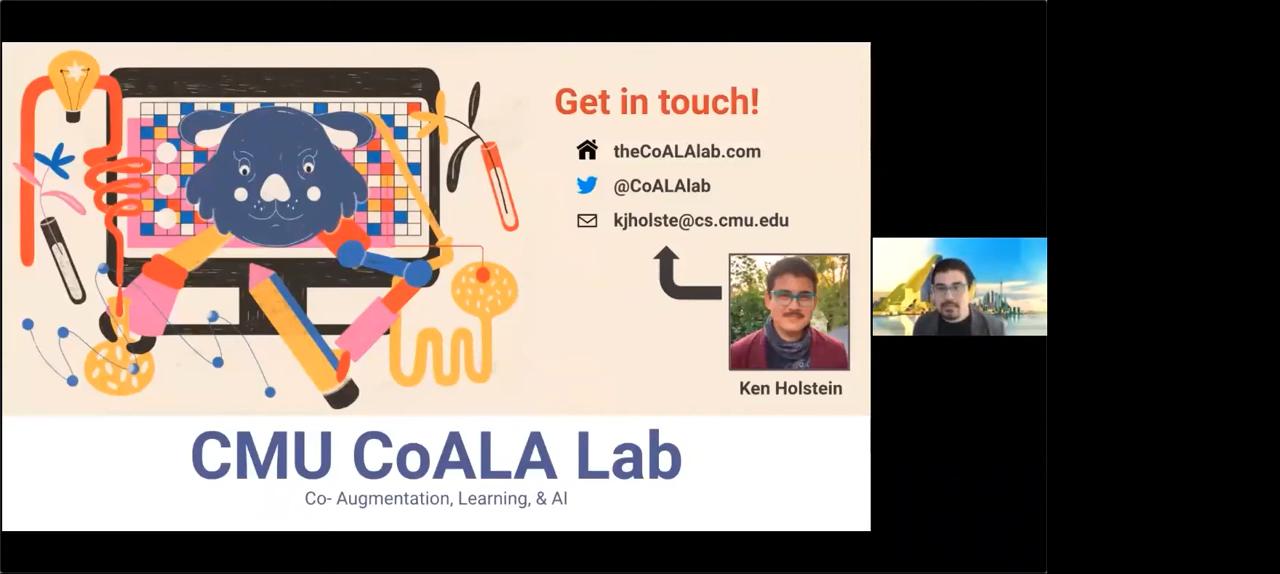 Get in touch!
theCoALAlab.com
@CoALAlab
kjholste@cs.cmu.edu
Ken Holstein
CMU CoALA Lab
Co- Augmentation, Learning, & AI